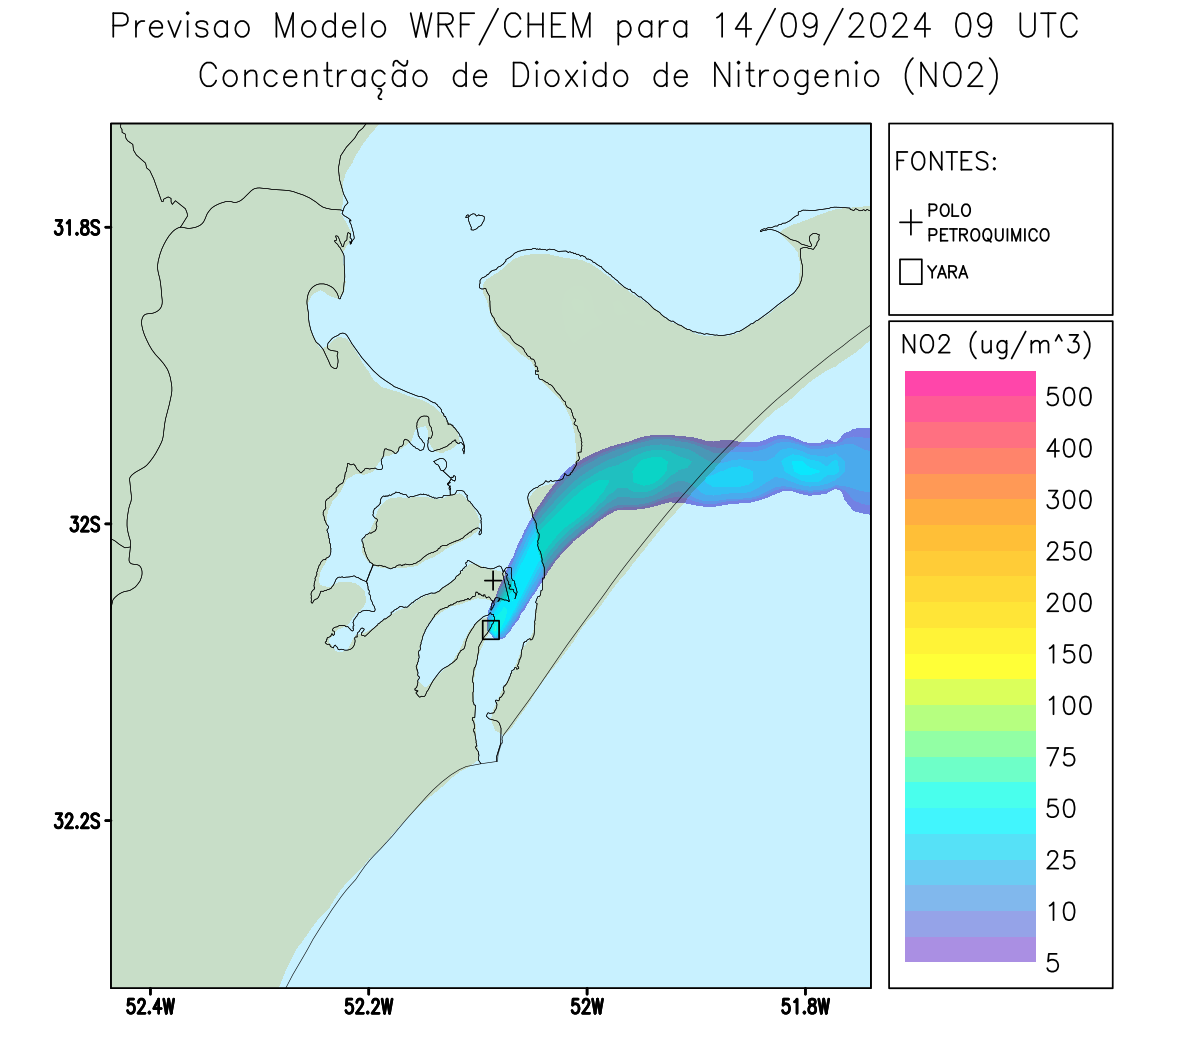 Previsao Modelo WRF/CHEM para 14/09/2024 09 UTC
Concentração de Dioxido de Nitrogenio (NO2)
FONTES:
POLO
PETROQUIMICO
YARA
31.8S
32S
32.2S
52.4W
52.2W
52W
51.8W
NO2 (ug/m^3)
500
400
300
250
200
150
100
75
50
25
10
5